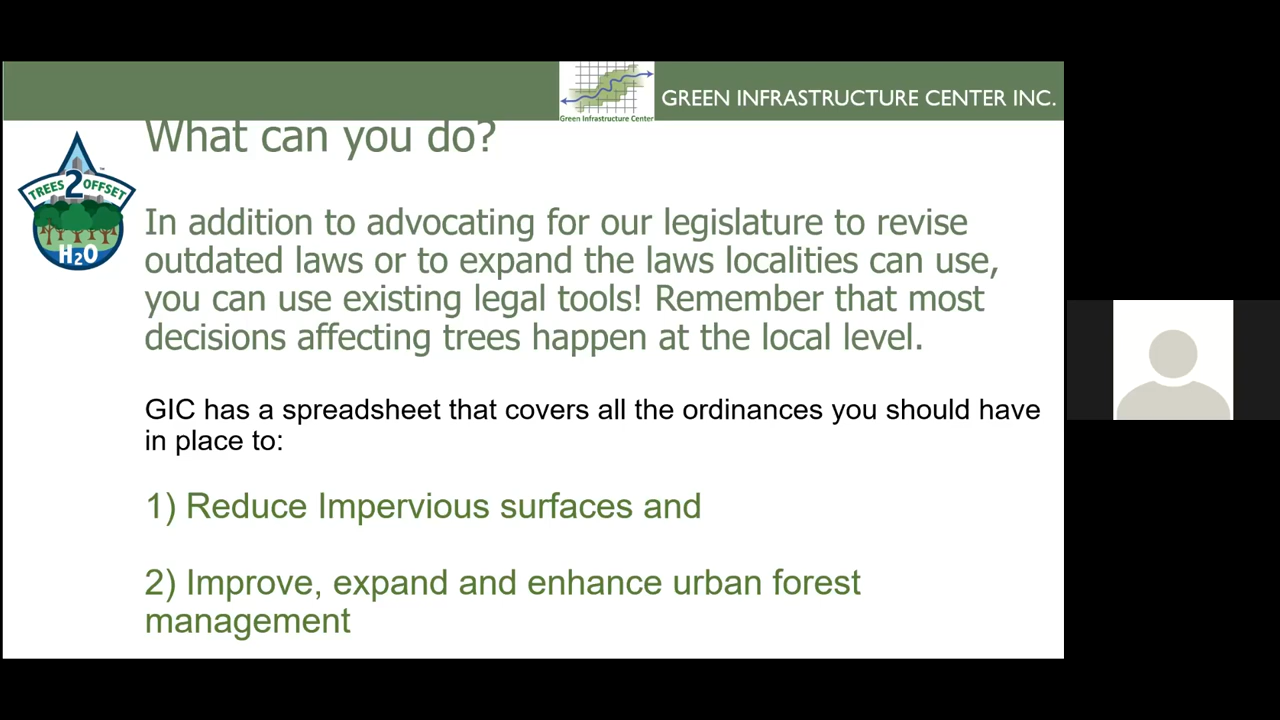 GREEN INFRASTRUCTURE CENTER INC.
Green Infrastructure Center
What can you do?
TREES 2 OFFSET
H2O
TM
In addition to advocating for our legislature to revise
outdated laws or to expand the laws localities can use,
you can use existing legal tools! Remember that most
decisions affecting trees happen at the local level.
GIC has a spreadsheet that covers all the ordinances you should have
in place to:
1) Reduce Impervious surfaces and
2) Improve, expand and enhance urban forest
management